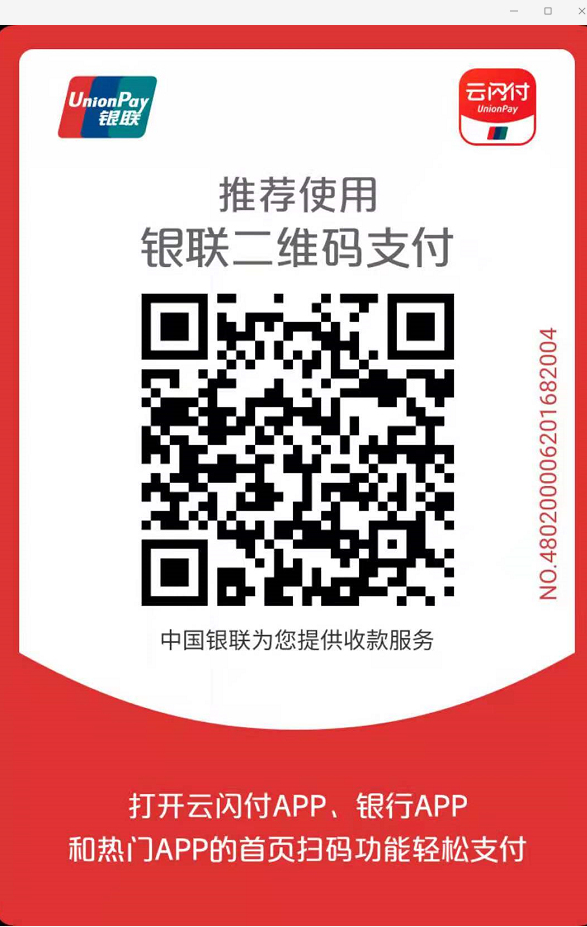 UnionPay
银联
云闪付
UnionPay
推荐使用
银联二维码支付
NO.4802000006201682004
中国银联为您提供收款服务
打开云闪付APP、银行APP
和热门APP的首页扫码功能轻松支付